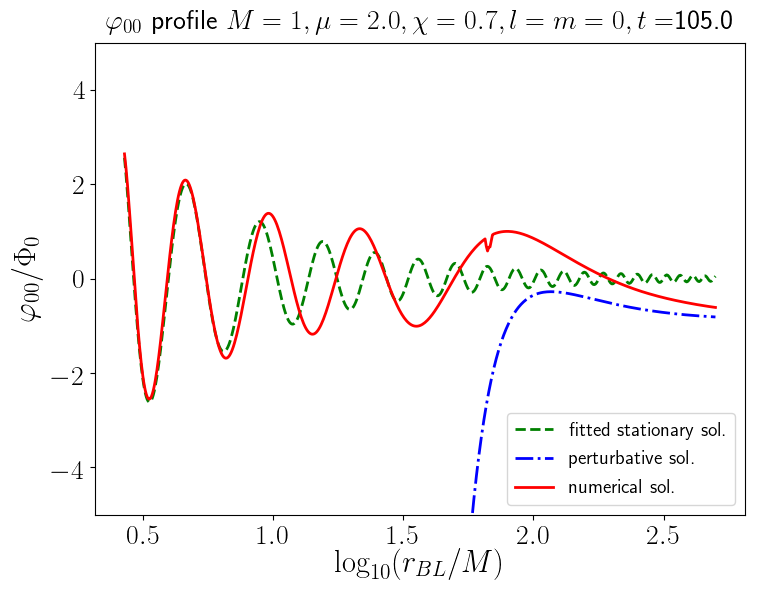 φ₀₀ profile M = 1, μ = 2.0, χ = 0.7, l = m = 0, t =105.0
φ₀₀/Φ₀
4
2
0
−2
−4
fitted stationary sol.
perturbative sol.
numerical sol.
0.5 1.0 1.5 2.0 2.5
log₁₀(r_BL/M)